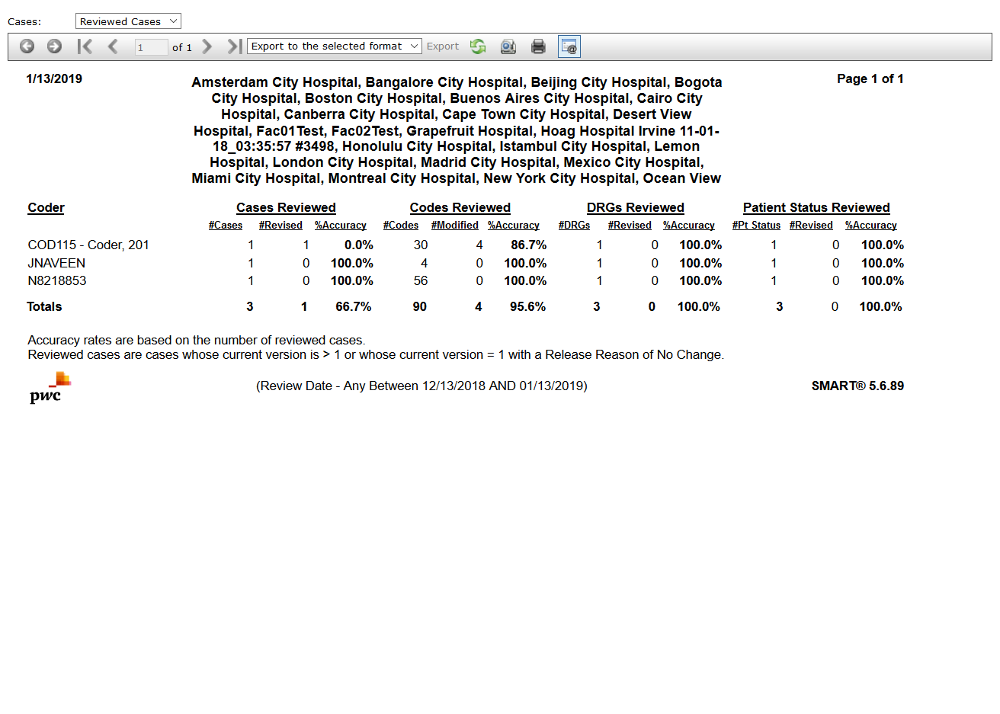 Cases: Reviewed Cases
1 of 1 Export to the selected format Export
1/13/2019
Amsterdam City Hospital, Bangalore City Hospital, Beijing City Hospital, Bogota
City Hospital, Boston City Hospital, Buenos Aires City Hospital, Cairo City
Hospital, Canberra City Hospital, Cape Town City Hospital, Desert View
Hospital, Fac01Test, Fac02Test, Grapefruit Hospital, Hoag Hospital Irvine 11-01-
18_03:35:57 #3498, Honolulu City Hospital, Istambul City Hospital, Lemon
Hospital, London City Hospital, Madrid City Hospital, Mexico City Hospital,
Miami City Hospital, Montreal City Hospital, New York City Hospital, Ocean View
Page 1 of 1
Coder Cases Reviewed Codes Reviewed DRGs Reviewed Patient Status Reviewed
#Cases #Revised %Accuracy #Codes #Modified %Accuracy #DRGs #Revised %Accuracy #Pt Status #Revised %Accuracy
COD115 - Coder, 201 1 1 0.0% 30 4 86.7% 1 0 100.0% 1 0 100.0%
JNAVEEN 1 0 100.0% 4 0 100.0% 1 0 100.0% 1 0 100.0%
N8218853 1 0 100.0% 56 0 100.0% 1 0 100.0% 1 0 100.0%
Totals 3 1 66.7% 90 4 95.6% 3 0 100.0% 3 0 100.0%
Accuracy rates are based on the number of reviewed cases.
Reviewed cases are cases whose current version is > 1 or whose current version = 1 with a Release Reason of No Change.
pwc (Review Date - Any Between 12/13/2018 AND 01/13/2019) SMART® 5.6.89